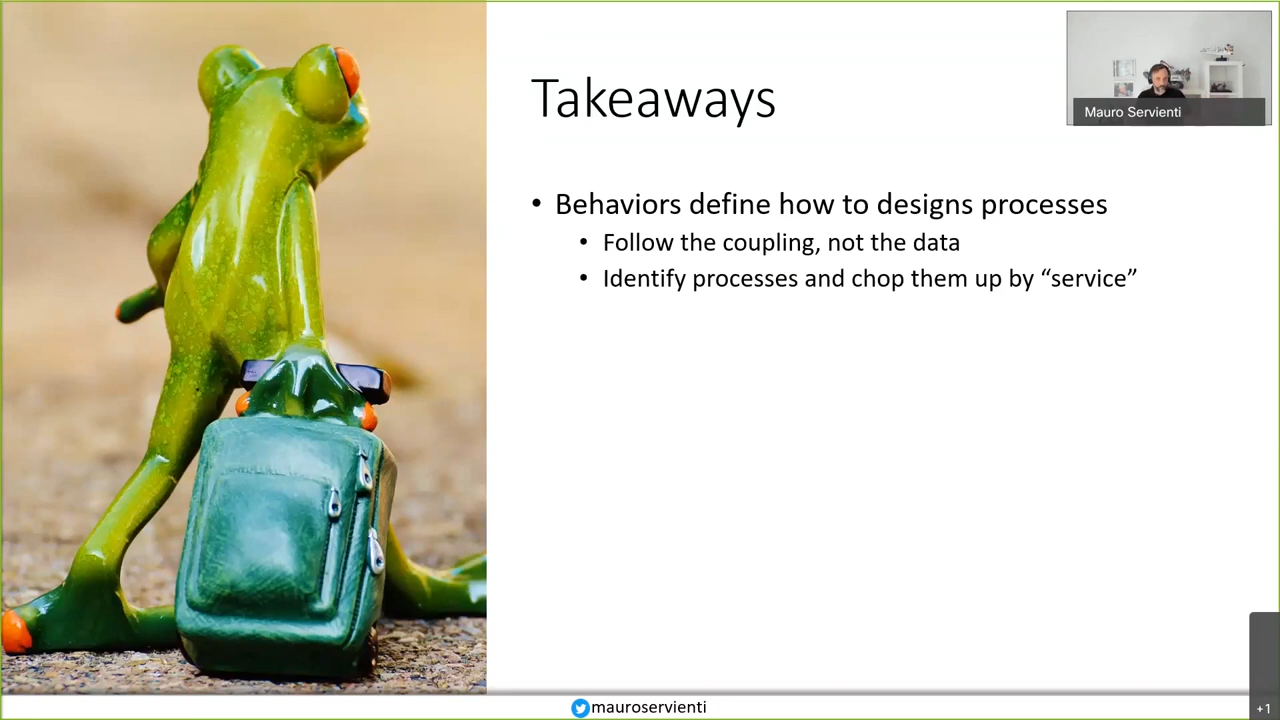 Takeaways
Mauro Servienti
• Behaviors define how to designs processes
• Follow the coupling, not the data
• Identify processes and chop them up by “service”
mauroservienti
+1